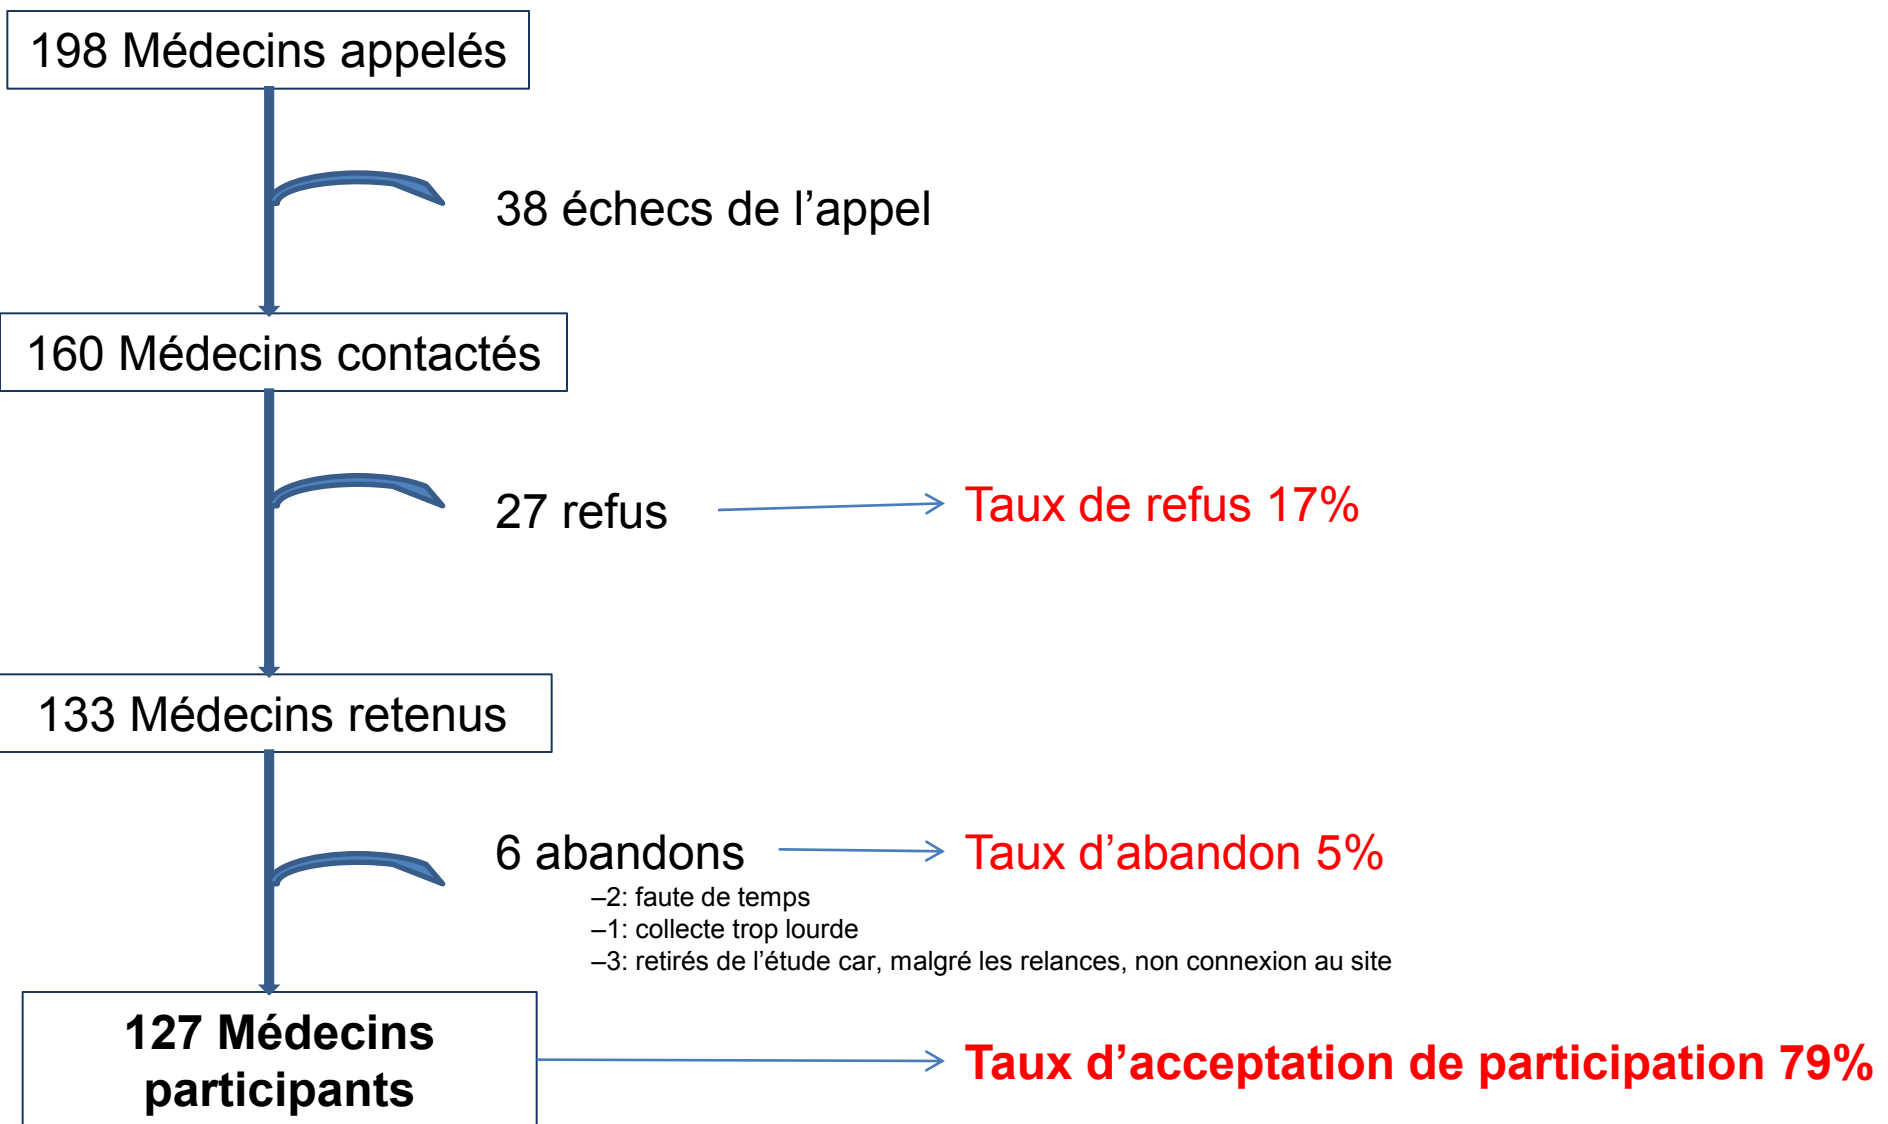 198 Médecins appelés
38 échecs de l’appel
160 Médecins contactés
27 refus
Taux de refus 17%
133 Médecins retenus
6 abandons
Taux d’abandon 5%
–2: faute de temps
–1: collecte trop lourde
–3: retirés de l’étude car, malgré les relances, non connexion au site
127 Médecins
participants
Taux d’acceptation de participation 79%